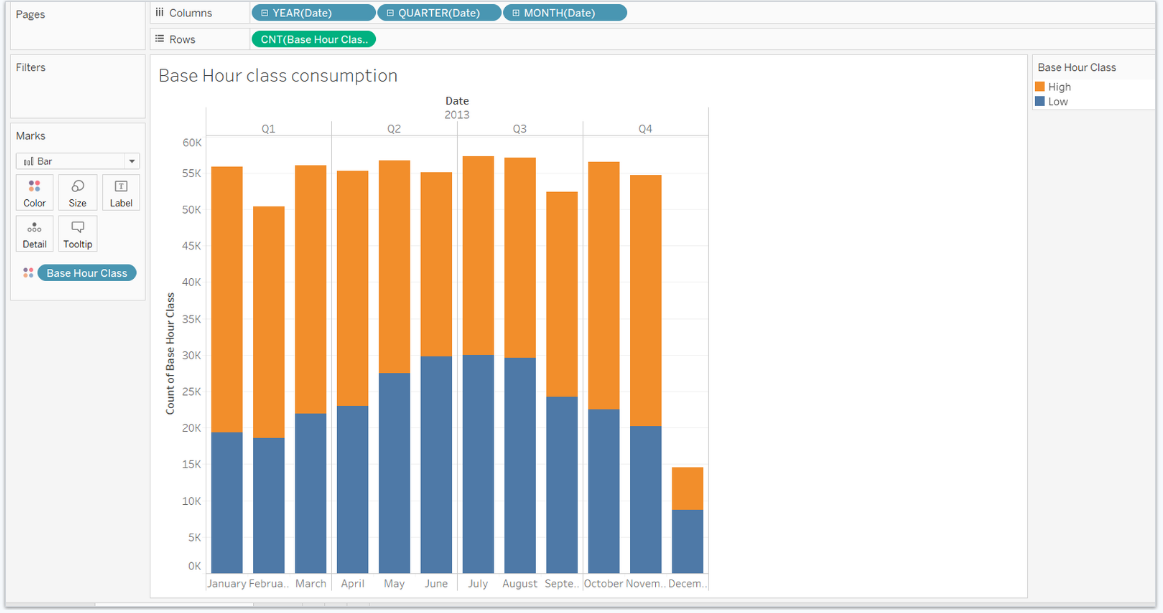 Pages
Columns
YEAR(Date)
QUARTER(Date)
MONTH(Date)
Rows
CNT(Base Hour Clas..
Filters
Marks
Bar
Color
Size
Label
Detail
Tooltip
Base Hour Class
Base Hour class consumption
Date
2013
Q1
Q2
Q3
Q4
60K
55K
50K
45K
40K
35K
30K
25K
20K
15K
10K
5K
0K
Count of Base Hour Class
January
Februa..
March
April
May
June
July
August
Septe..
October
Novem..
Decem..
Base Hour Class
High
Low